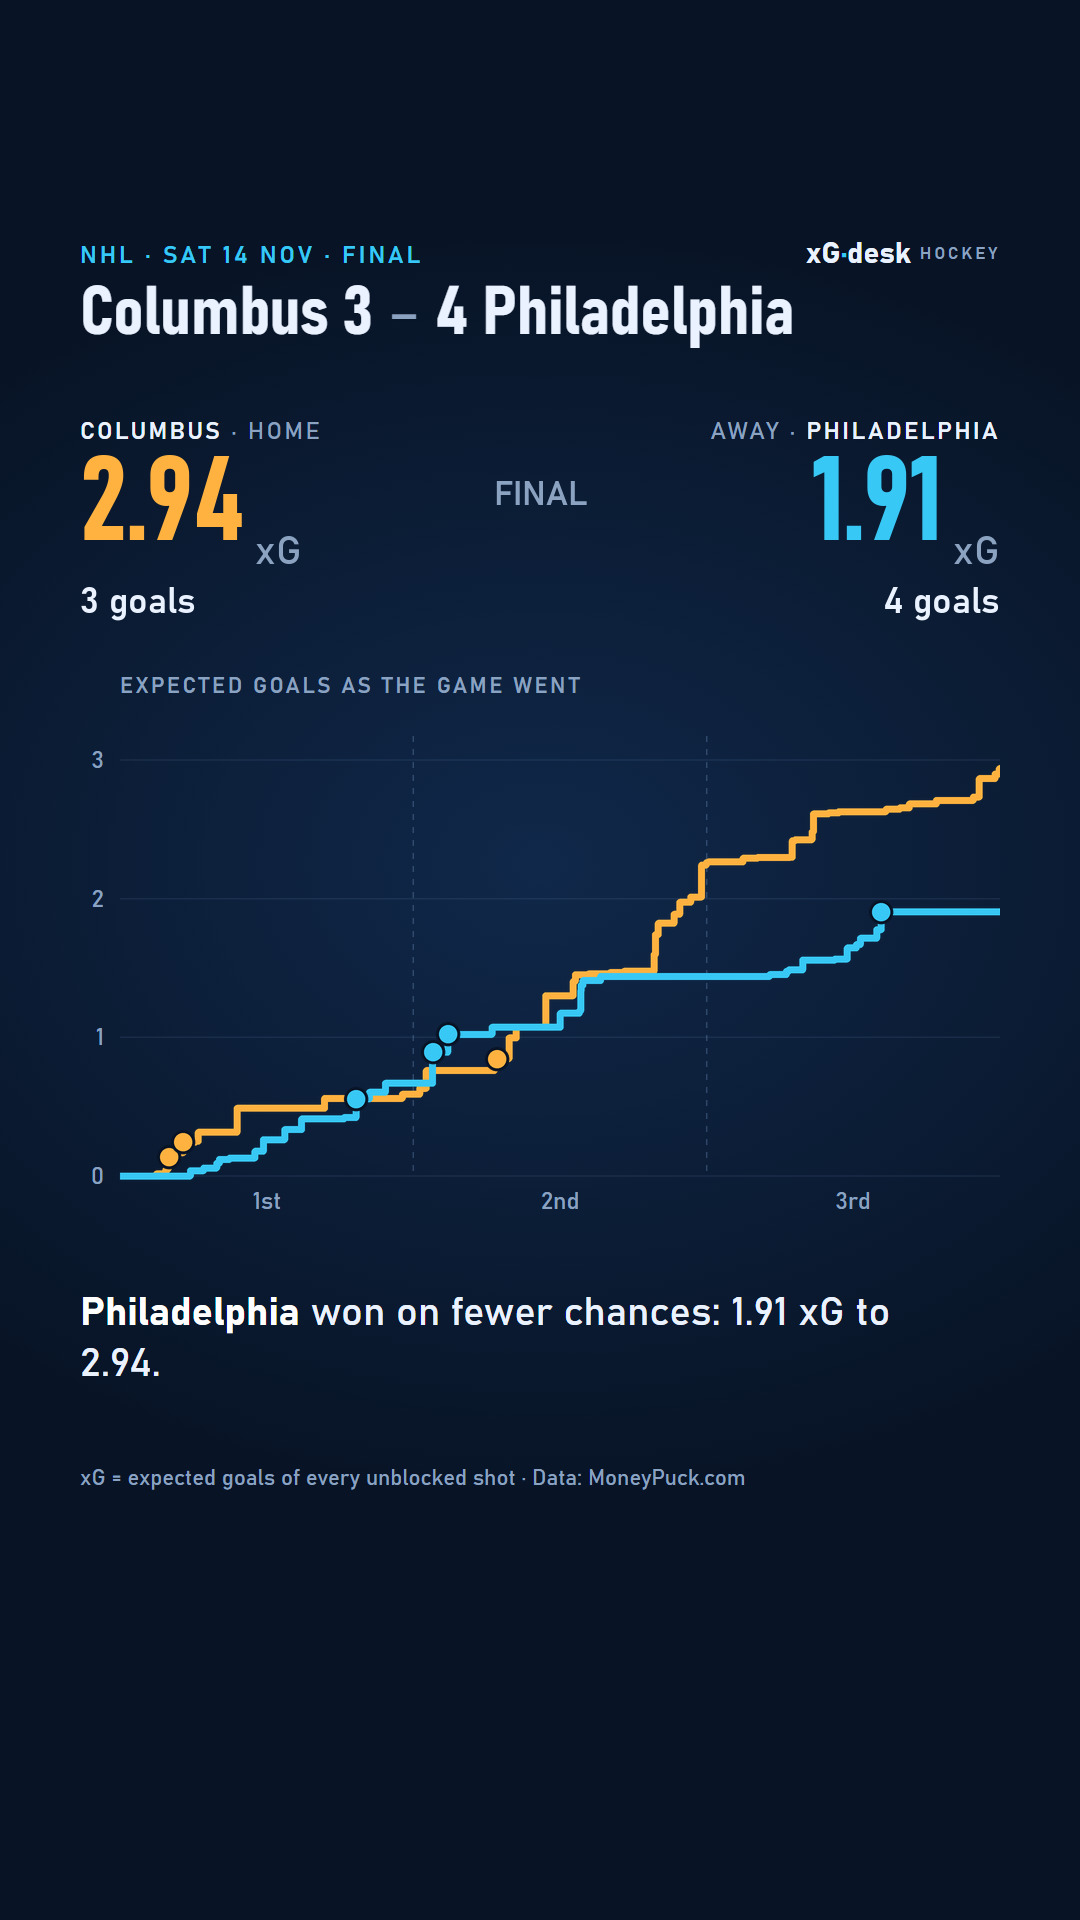 NHL · SAT 14 NOV · FINAL
xG·desk HOCKEY
Columbus 3 – 4 Philadelphia
COLUMBUS · HOME
AWAY · PHILADELPHIA
2.94 xG
FINAL
1.91 xG
3 goals
4 goals
EXPECTED GOALS AS THE GAME WENT
3
2
1
0
1st
2nd
3rd
Philadelphia won on fewer chances: 1.91 xG to
2.94.
xG = expected goals of every unblocked shot · Data: MoneyPuck.com